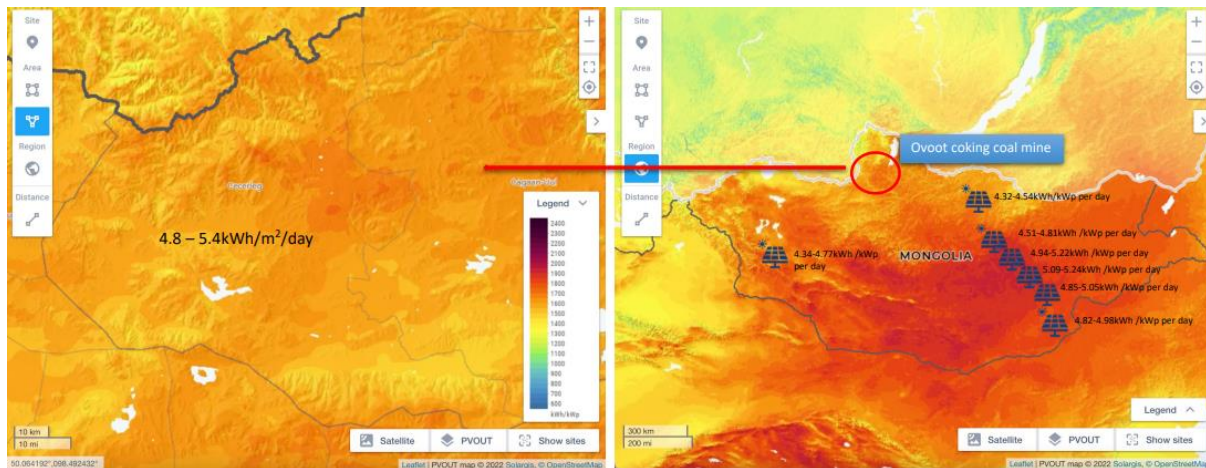 Site
Area
Region
Distance
Cecerleg
Cagaan-Uul
4.8 – 5.4kWh/m²/day
Legend
2400
2300
2200
2100
2000
1900
1800
1700
1600
1500
1400
1300
1200
1100
1000
900
800
700
600
kWh/kWp
10 km
10 mi
Satellite
PVOUT
Show sites
50.064192°,098.492432°
Leaflet | PVOUT map © 2022 Solargis, © OpenStreetMap
Site
Area
Region
Distance
Ovoot coking coal mine
4.32-4.54kWh /kWp per day
4.51-4.81kWh /kWp per day
4.94-5.22kWh /kWp per day
5.09-5.24kWh /kWp per day
4.85-5.05kWh /kWp per day
4.82-4.98kWh /kWp per day
4.34-4.77kWh /kWp
per day
MONGOLIA
Legend
300 km
200 mi
Satellite
PVOUT
Show sites
Leaflet | PVOUT map © 2022 Solargis, © OpenStreetMap